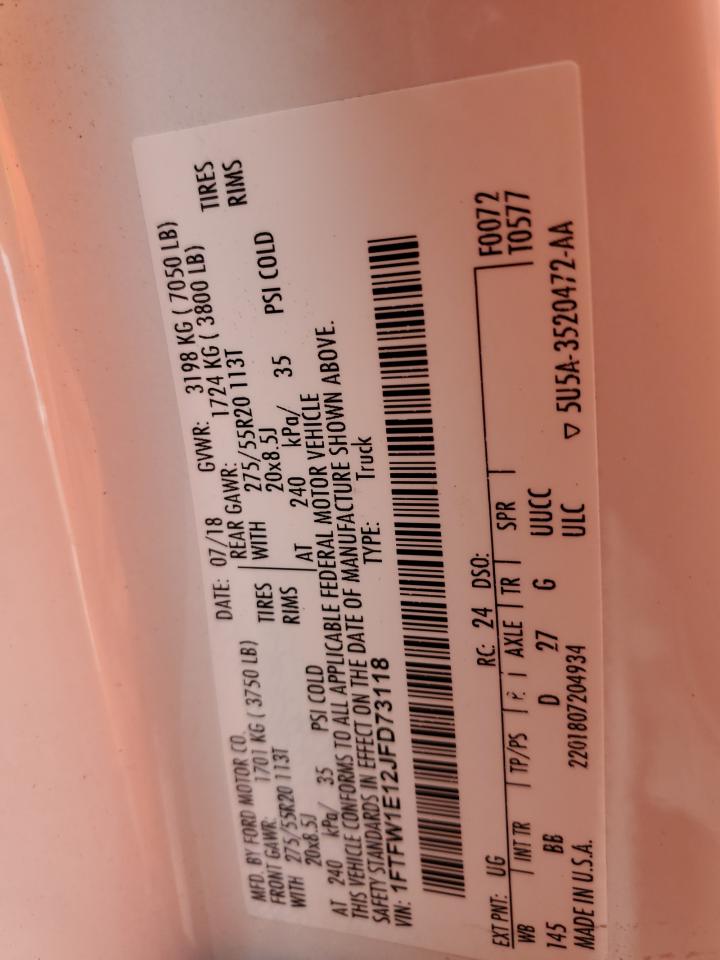 MFD. BY FORD MOTOR CO. DATE: 07/18 GVWR: 3198 KG ( 7050 LB)
FRONT GAWR: 1701 KG ( 3750 LB) REAR GAWR: 1724 KG ( 3800 LB)
WITH 275/55R20 113T TIRES WITH 275/55R20 113T TIRES
20x8.5J RIMS 20x8.5J RIMS
AT 240 kPa/ 35 PSI COLD AT 240 kPa/ 35 PSI COLD
THIS VEHICLE CONFORMS TO ALL APPLICABLE FEDERAL MOTOR VEHICLE
SAFETY STANDARDS IN EFFECT ON THE DATE OF MANUFACTURE SHOWN ABOVE.
VIN: 1FTFW1E12JFD73118 TYPE: Truck
EXT PNT: UG RC: 24 DSO: F0072
WB INT TR TP/PS AXLE TR SPR T0577
145 BB D 27 G UUCC
MADE IN U.S.A. 2201807204934 ULC ▽ 5U5A-3520472-AA